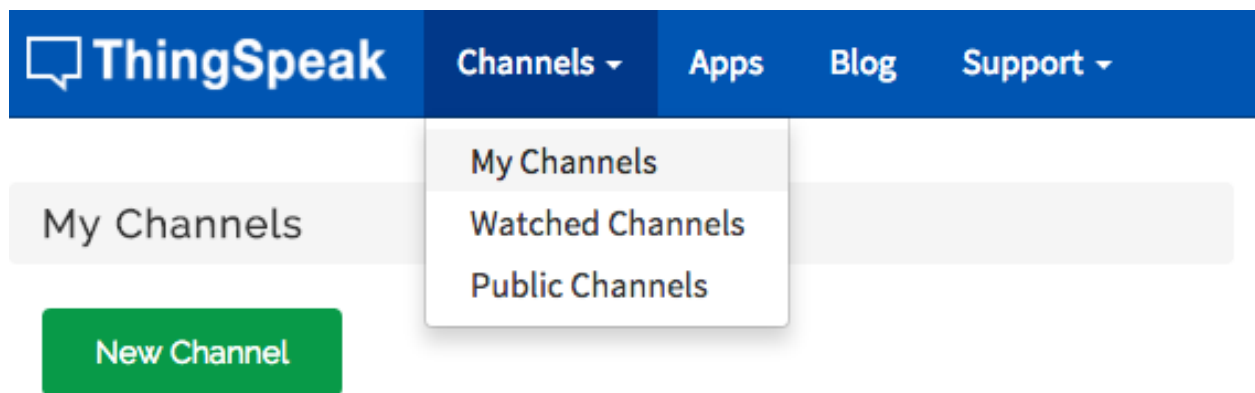 ThingSpeak Channels Apps Blog Support
My Channels
Watched Channels
Public Channels
My Channels
New Channel